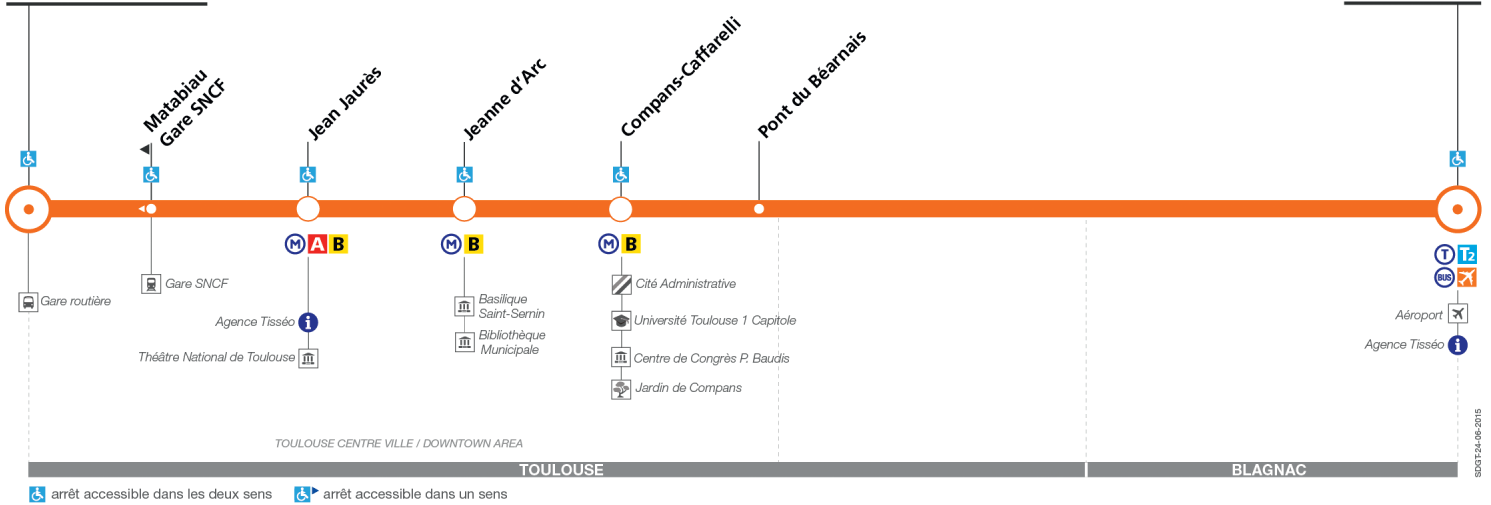 Matabiau
Gare SNCF
Jean Jaurès
Jeanne d'Arc
Compans-Caffarelli
Pont du Béarnais
M A B
M B
M B
T T2
BUS
Gare routière
Gare SNCF
Agence Tisséo
i
Théâtre National de Toulouse
Basilique
Saint-Sernin
Bibliothèque
Municipale
Cité Administrative
Université Toulouse 1 Capitole
Centre de Congrès P. Baudis
Jardin de Compans
Aéroport
Agence Tisséo
i
TOULOUSE CENTRE VILLE / DOWNTOWN AREA
TOULOUSE
BLAGNAC
SDGT-24-06-2015
arrêt accessible dans les deux sens
arrêt accessible dans un sens